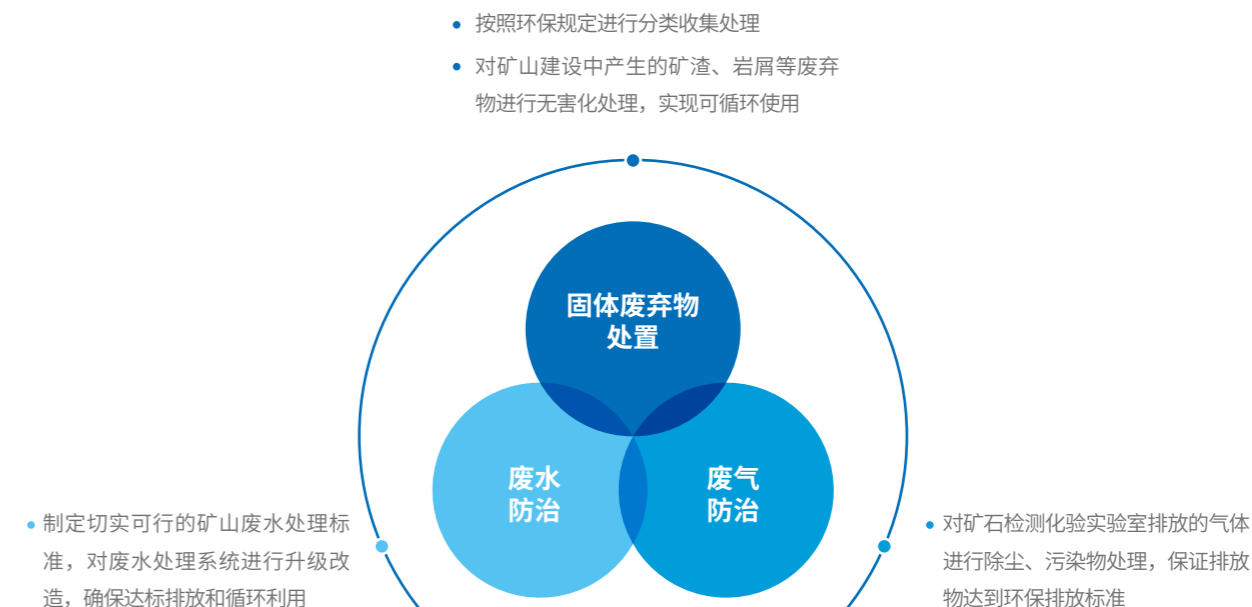 按照环保规定进行分类收集处理
对矿山建设中产生的矿渣、岩屑等废弃
物进行无害化处理，实现可循环使用
固体废弃物
处置
废水
防治
废气
防治
制定切实可行的矿山废水处理标
准，对废水处理系统进行升级改
造，确保达标排放和循环利用
对矿石检测化验实验室排放的气体
进行除尘、污染物处理，保证排放
物达到环保排放标准